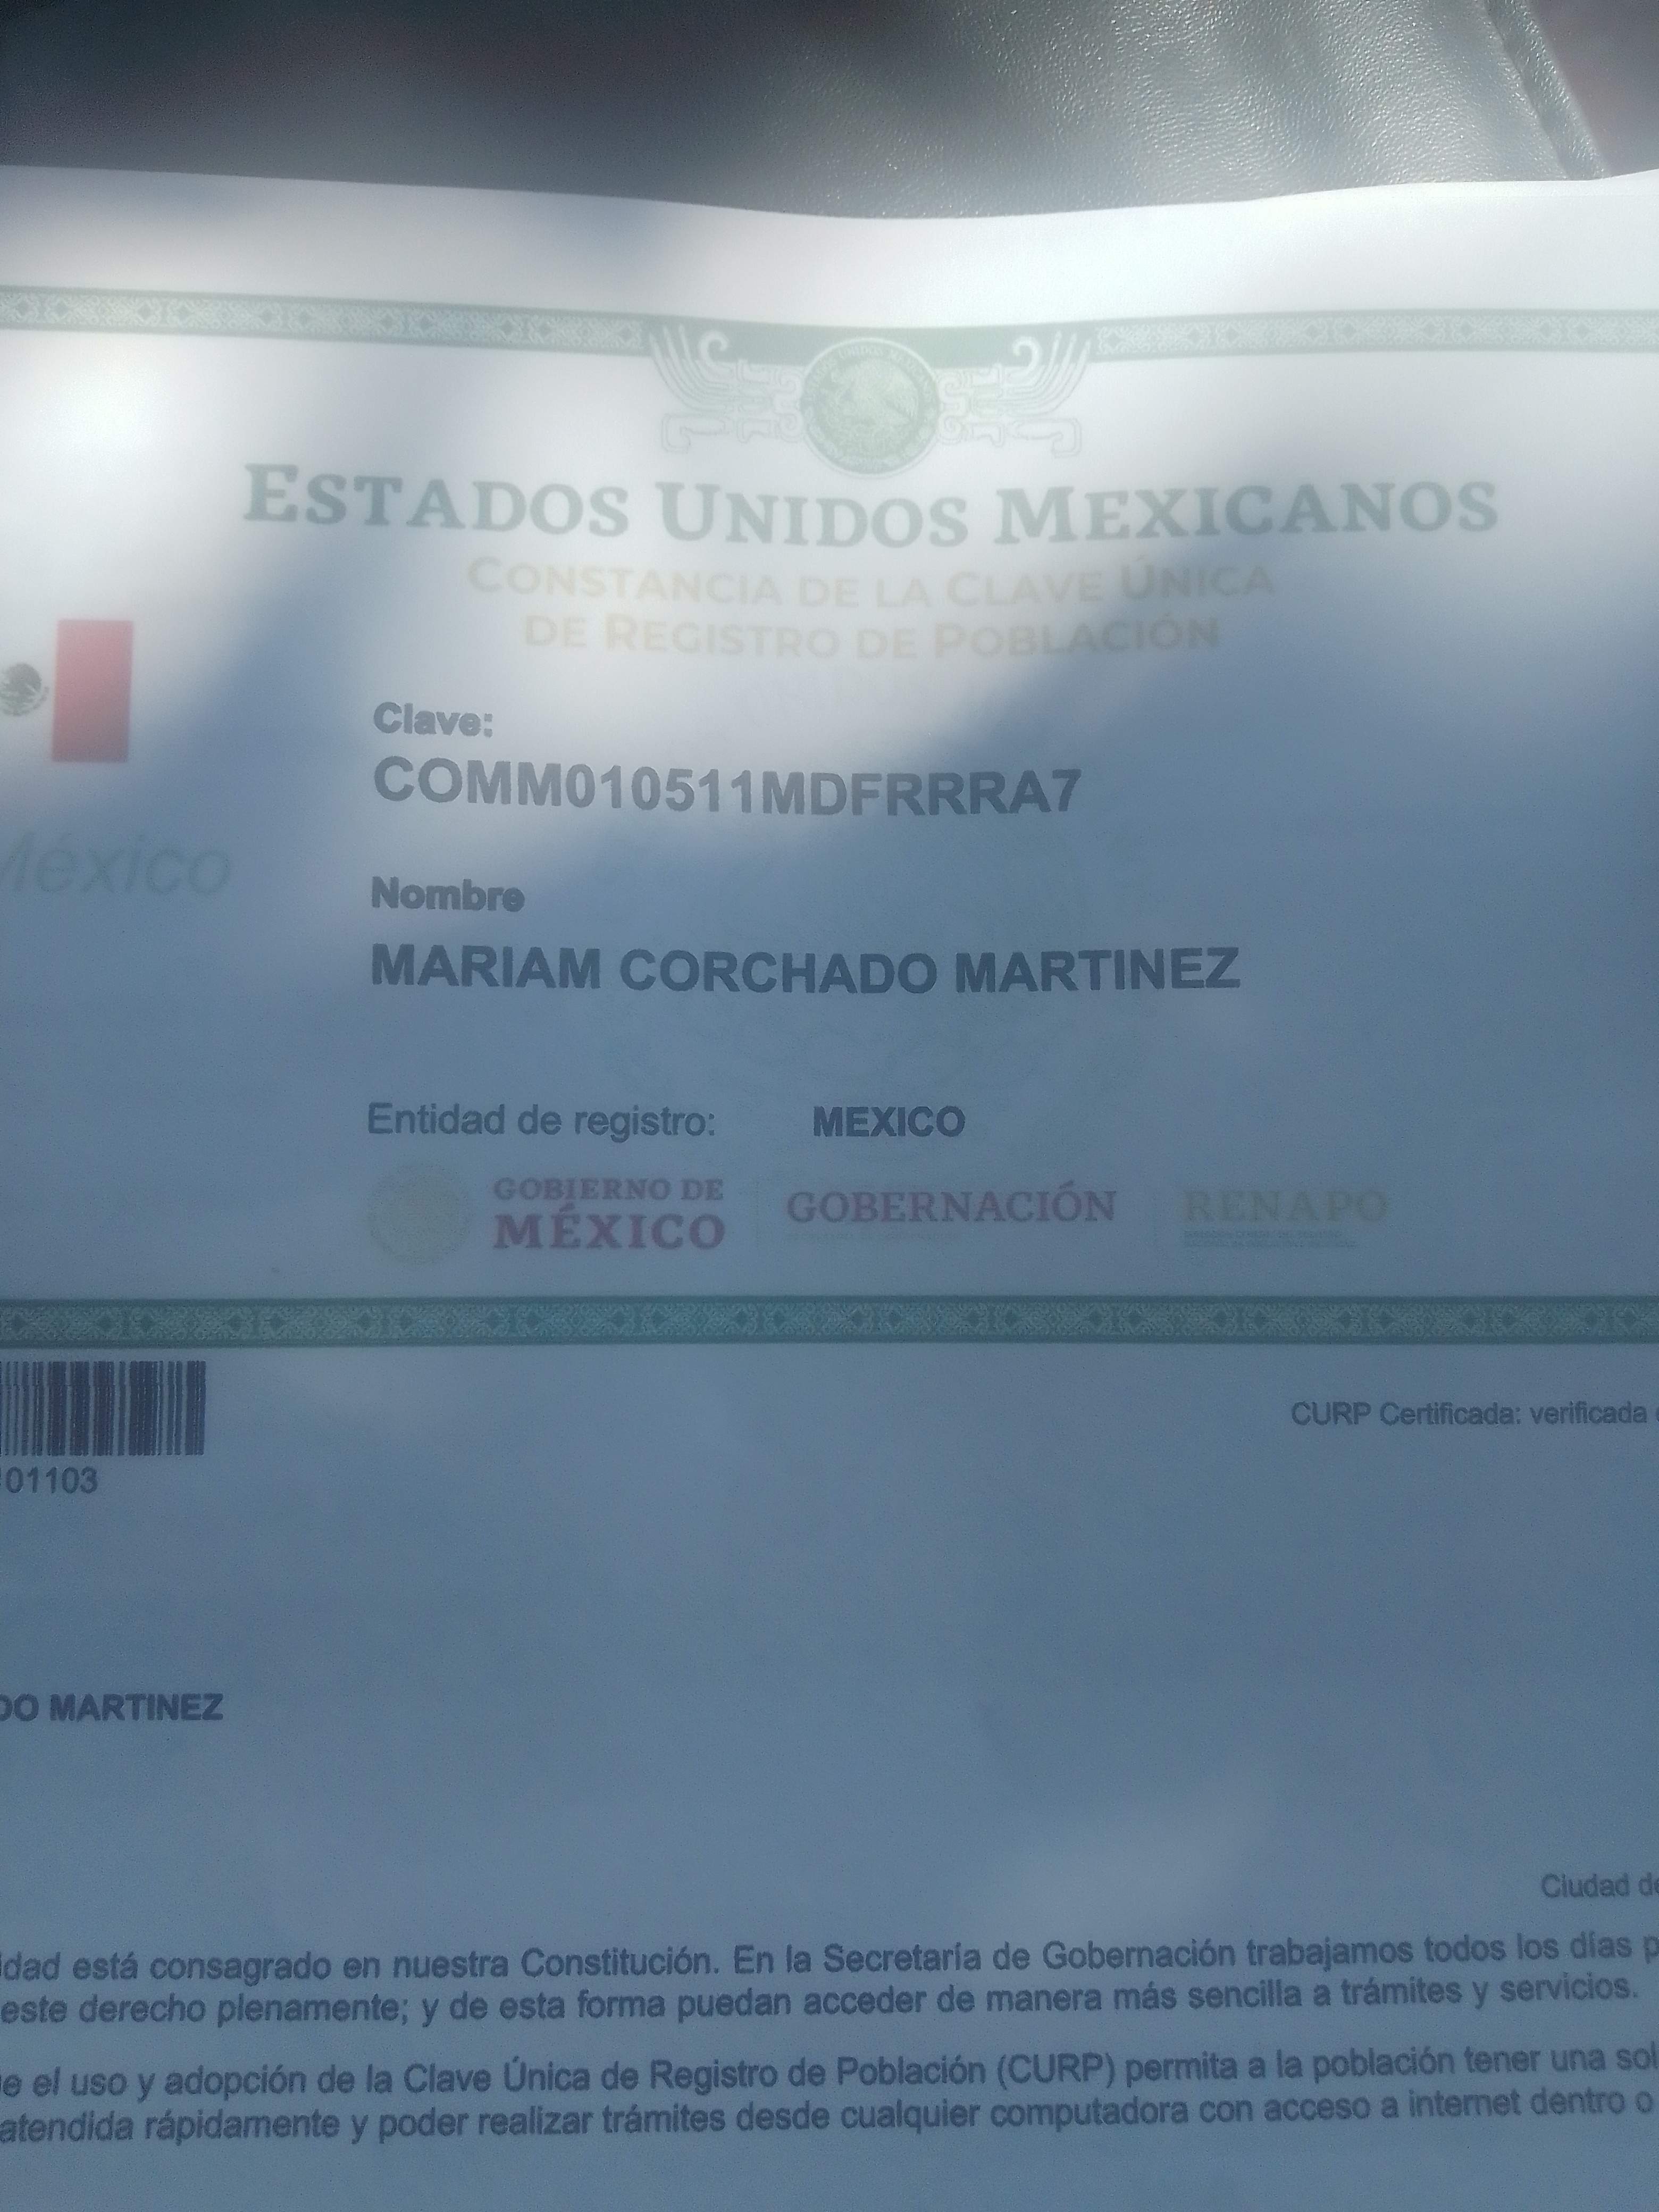 ESTADOS UNIDOS MEXICANOS
CONSTANCIA DE LA CLAVE ÚNICA
DE REGISTRO DE POBLACIÓN
Clave:
COMM010511MDFRRRA7
México
Nombre
MARIAM CORCHADO MARTINEZ
Entidad de registro: MEXICO
GOBIERNO DE MÉXICO GOBERNACIÓN RENAPO
01103
CURP Certificada: verificada
DO MARTINEZ
Ciudad de
idad está consagrado en nuestra Constitución. En la Secretaría de Gobernación trabajamos todos los días p
este derecho plenamente; y de esta forma puedan acceder de manera más sencilla a trámites y servicios.
e el uso y adopción de la Clave Única de Registro de Población (CURP) permita a la población tener una sol
atendida rápidamente y poder realizar trámites desde cualquier computadora con acceso a internet dentro o